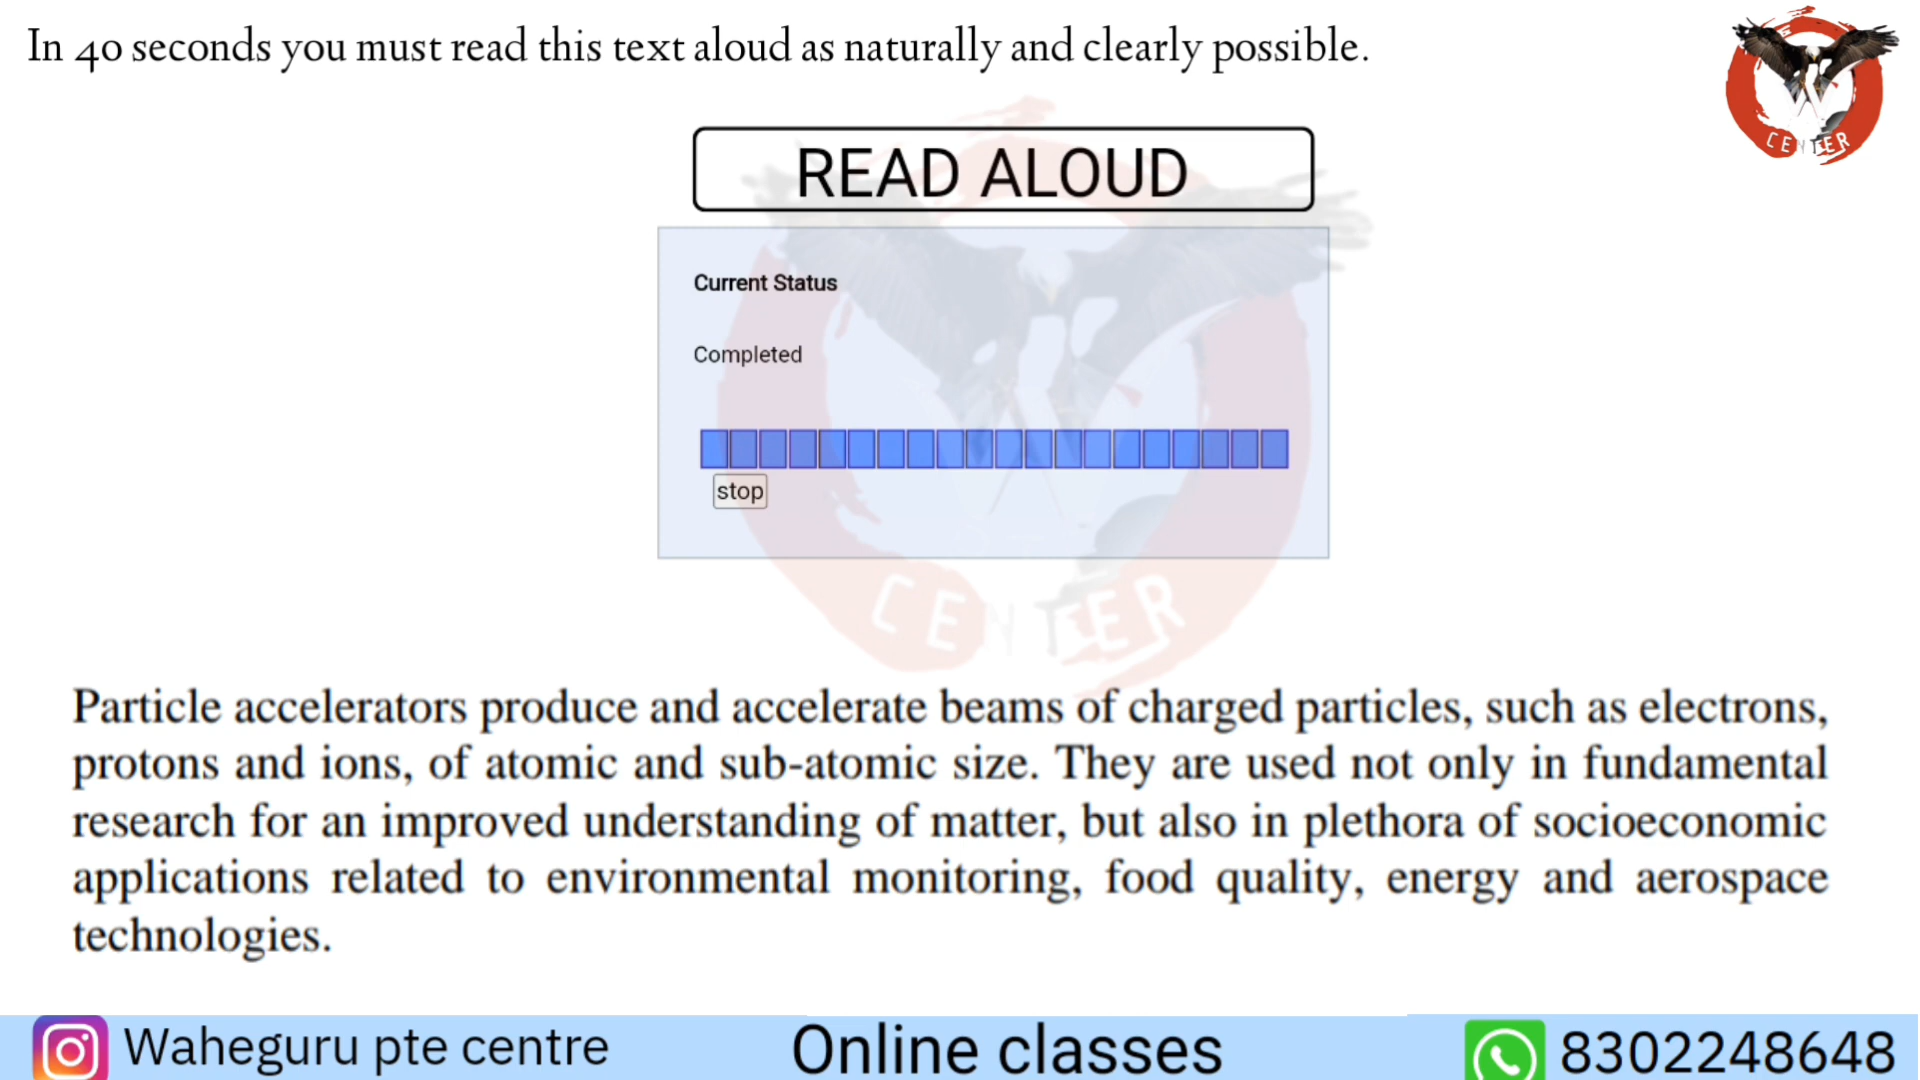 In 40 seconds you must read this text aloud as naturally and clearly possible.
CENTER
READ ALOUD
Current Status
Completed
stop
CENTER
Particle accelerators produce and accelerate beams of charged particles, such as electrons,
protons and ions, of atomic and sub-atomic size. They are used not only in fundamental
research for an improved understanding of matter, but also in plethora of socioeconomic
applications related to environmental monitoring, food quality, energy and aerospace
technologies.
Waheguru pte centre
Online classes
8302248648